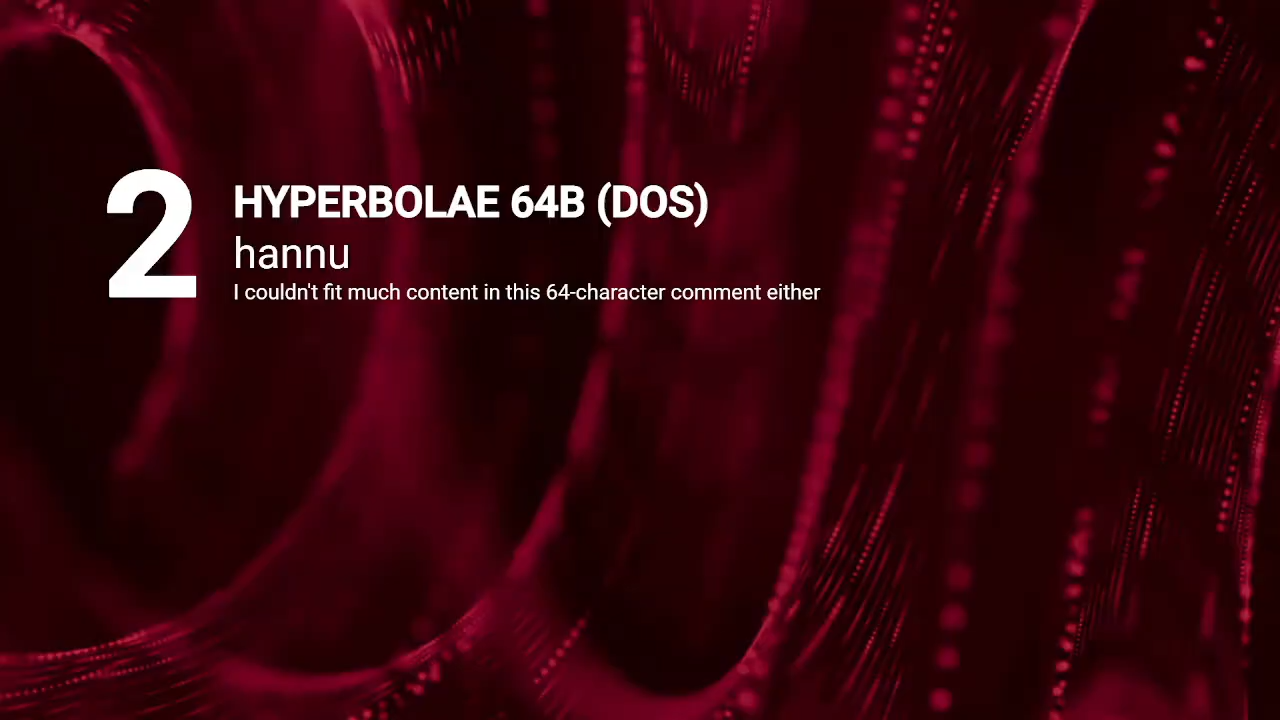 2
HYPERBOLAE 64B (DOS)
hannu
I couldn't fit much content in this 64-character comment either